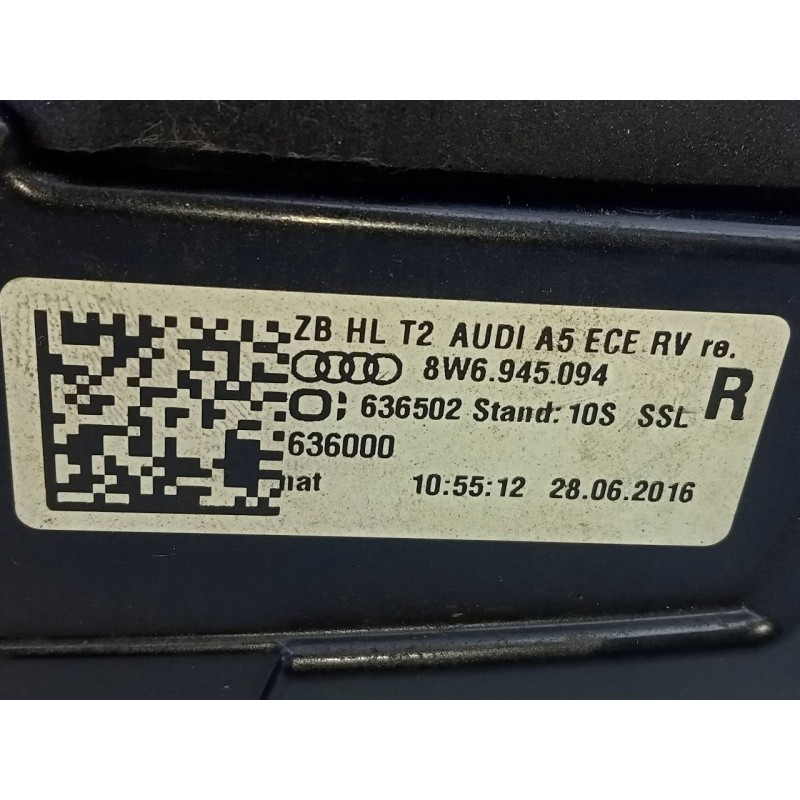 ZB HL T2 AUDI A5 ECE RV re.
8W6.945.094 R
636502 Stand: 10S SSL
636000
10:55:12 28.06.2016